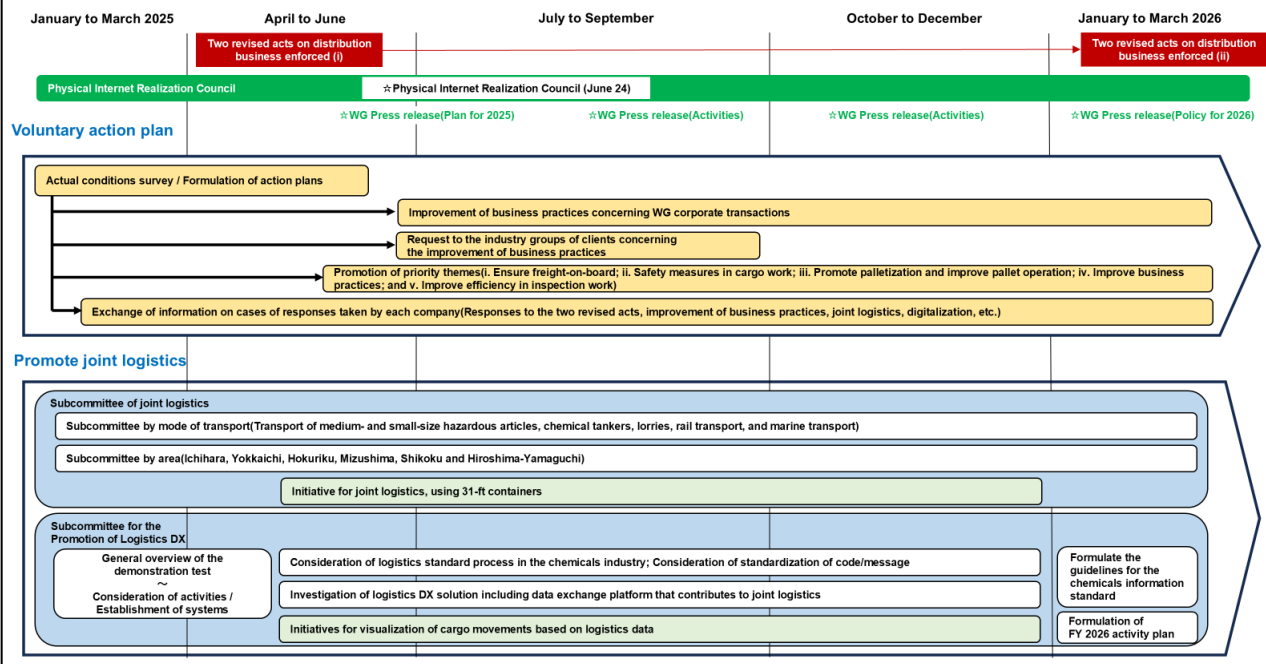 January to March 2025
April to June
July to September
October to December
January to March 2026
Two revised acts on distribution
business enforced (i)
Two revised acts on distribution
business enforced (ii)
Physical Internet Realization Council
☆Physical Internet Realization Council (June 24)
☆WG Press release(Plan for 2025)
☆WG Press release(Activities)
☆WG Press release(Activities)
☆WG Press release(Policy for 2026)
Voluntary action plan
Actual conditions survey / Formulation of action plans
Improvement of business practices concerning WG corporate transactions
Request to the industry groups of clients concerning
the improvement of business practices
Promotion of priority themes(i. Ensure freight-on-board; ii. Safety measures in cargo work; iii. Promote palletization and improve pallet operation; iv. Improve business
practices; and v. Improve efficiency in inspection work)
Exchange of information on cases of responses taken by each company(Responses to the two revised acts, improvement of business practices, joint logistics, digitalization, etc.)
Promote joint logistics
Subcommittee of joint logistics
Subcommittee by mode of transport(Transport of medium- and small-size hazardous articles, chemical tankers, lorries, rail transport, and marine transport)
Subcommittee by area(Ichihara, Yokkaichi, Hokuriku, Mizushima, Shikoku and Hiroshima-Yamaguchi)
Initiative for joint logistics, using 31-ft containers
Subcommittee for the
Promotion of Logistics DX
General overview of the
demonstration test
～
Consideration of activities /
Establishment of systems
Consideration of logistics standard process in the chemicals industry; Consideration of standardization of code/message
Investigation of logistics DX solution including data exchange platform that contributes to joint logistics
Initiatives for visualization of cargo movements based on logistics data
Formulate the
guidelines for the
chemicals information
standard
Formulation of
FY 2026 activity plan